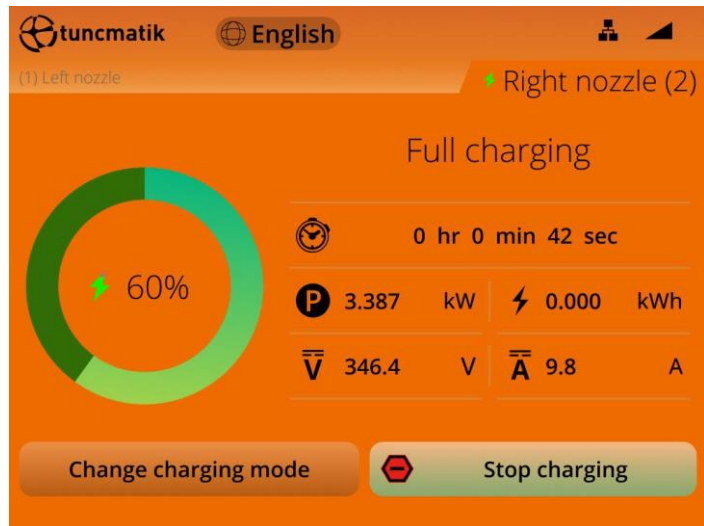 tuncmatik
English
(1) Left nozzle
Right nozzle (2)
Full charging
0 hr 0 min 42 sec
60%
P 3.387 kW
0.000 kWh
V 346.4 V
A 9.8 A
Change charging mode
Stop charging